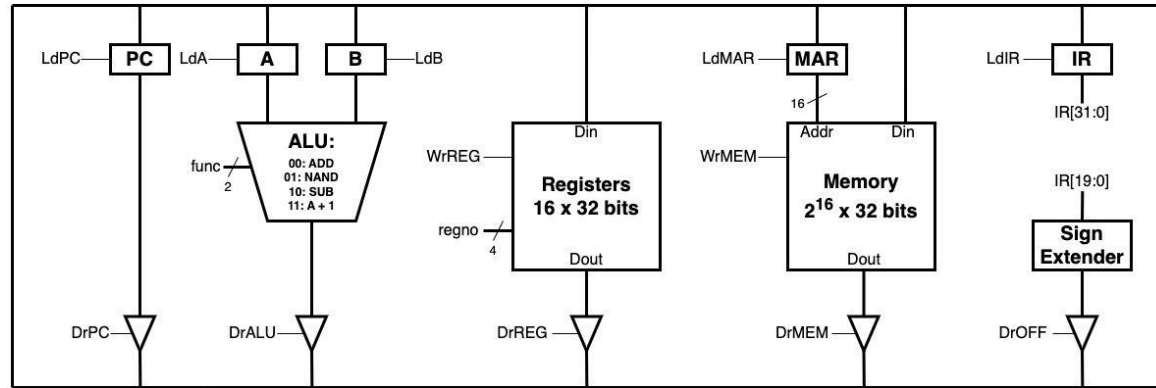 LdPC
PC
LdA
A
B
LdB
LdMAR
MAR
LdIR
IR
16
IR[31:0]
ALU:
00: ADD
01: NAND
10: SUB
11: A + 1
func
2
Din
WrREG
Registers
16 x 32 bits
regno
4
Dout
Addr
Din
WrMEM
Memory
2^16 x 32 bits
Dout
IR[19:0]
Sign
Extender
DrPC
DrALU
DrREG
DrMEM
DrOFF